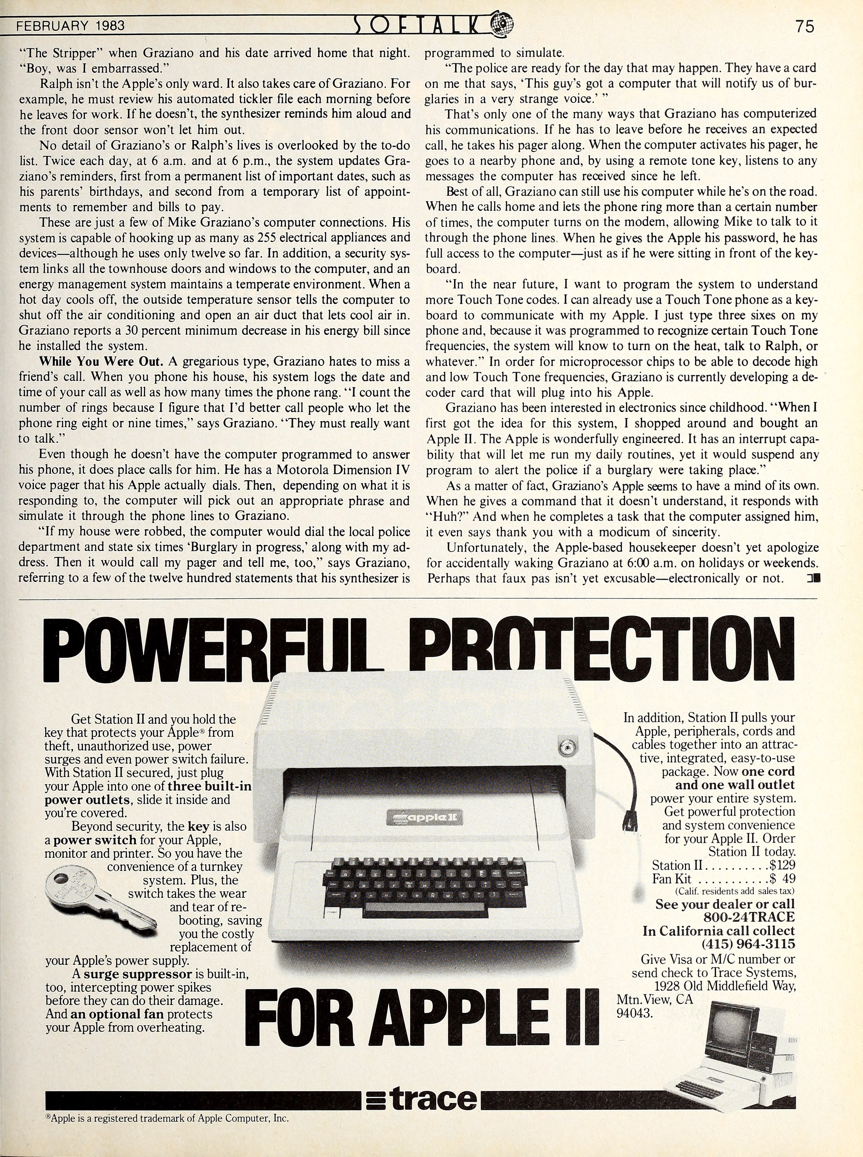 FEBRUARY 1983
SOFTALK
75
"The Stripper" when Graziano and his date arrived home that night.
"Boy, was I embarrassed."
Ralph isn't the Apple's only ward. It also takes care of Graziano. For
example, he must review his automated tickler file each morning before
he leaves for work. If he doesn't, the synthesizer reminds him aloud and
the front door sensor won't let him out.
No detail of Graziano's or Ralph's lives is overlooked by the to-do
list. Twice each day, at 6 a.m. and at 6 p.m., the system updates Gra-
ziano's reminders, first from a permanent list of important dates, such as
his parents' birthdays, and second from a temporary list of appoint-
ments to remember and bills to pay.
These are just a few of Mike Graziano's computer connections. His
system is capable of hooking up as many as 255 electrical appliances and
devices—although he uses only twelve so far. In addition, a security sys-
tem links all the townhouse doors and windows to the computer, and an
energy management system maintains a temperate environment. When a
hot day cools off, the outside temperature sensor tells the computer to
shut off the air conditioning and open an air duct that lets cool air in.
Graziano reports a 30 percent minimum decrease in his energy bill since
he installed the system.
While You Were Out. A gregarious type, Graziano hates to miss a
friend's call. When you phone his house, his system logs the date and
time of your call as well as how many times the phone rang. "I count the
number of rings because I figure that I'd better call people who let the
phone ring eight or nine times," says Graziano. "They must really want
to talk."
Even though he doesn't have the computer programmed to answer
his phone, it does place calls for him. He has a Motorola Dimension IV
voice pager that his Apple actually dials. Then, depending on what it is
responding to, the computer will pick out an appropriate phrase and
simulate it through the phone lines to Graziano.
"If my house were robbed, the computer would dial the local police
department and state six times 'Burglary in progress,' along with my ad-
dress. Then it would call my pager and tell me, too," says Graziano,
referring to a few of the twelve hundred statements that his synthesizer is
programmed to simulate.
"The police are ready for the day that may happen. They have a card
on me that says, 'This guy's got a computer that will notify us of bur-
glaries in a very strange voice.' "
That's only one of the many ways that Graziano has computerized
his communications. If he has to leave before he receives an expected
call, he takes his pager along. When the computer activates his pager, he
goes to a nearby phone and, by using a remote tone key, listens to any
messages the computer has received since he left.
Best of all, Graziano can still use his computer while he's on the road.
When he calls home and lets the phone ring more than a certain number
of times, the computer turns on the modem, allowing Mike to talk to it
through the phone lines. When he gives the Apple his password, he has
full access to the computer—just as if he were sitting in front of the key-
board.
"In the near future, I want to program the system to understand
more Touch Tone codes. I can already use a Touch Tone phone as a key-
board to communicate with my Apple. I just type three sixes on my
phone and, because it was programmed to recognize certain Touch Tone
frequencies, the system will know to turn on the heat, talk to Ralph, or
whatever." In order for microprocessor chips to be able to decode high
and low Touch Tone frequencies, Graziano is currently developing a de-
coder card that will plug into his Apple.
Graziano has been interested in electronics since childhood. "When I
first got the idea for this system, I shopped around and bought an
Apple II. The Apple is wonderfully engineered. It has an interrupt capa-
bility that will let me run my daily routines, yet it would suspend any
program to alert the police if a burglary were taking place."
As a matter of fact, Graziano's Apple seems to have a mind of its own.
When he gives a command that it doesn't understand, it responds with
"Huh?" And when he completes a task that the computer assigned him,
it even says thank you with a modicum of sincerity.
Unfortunately, the Apple-based housekeeper doesn't yet apologize
for accidentally waking Graziano at 6:00 a.m. on holidays or weekends.
Perhaps that faux pas isn't yet excusable—electronically or not.
POWERFUL PROTECTION
Get Station II and you hold the
key that protects your Apple® from
theft, unauthorized use, power
surges and even power switch failure.
With Station II secured, just plug
your Apple into one of three built-in
power outlets, slide it inside and
you're covered.
Beyond security, the key is also
a power switch for your Apple,
monitor and printer. So you have the
convenience of a turnkey
system. Plus, the
switch takes the wear
and tear of re-
booting, saving
you the costly
replacement of
your Apple's power supply.
A surge suppressor is built-in,
too, intercepting power spikes
before they can do their damage.
And an optional fan protects
your Apple from overheating.
apple II
In addition, Station II pulls your
Apple, peripherals, cords and
cables together into an attrac-
tive, integrated, easy-to-use
package. Now one cord
and one wall outlet
power your entire system.
Get powerful protection
and system convenience
for your Apple II. Order
Station II today.
Station II..........$129
Fan Kit ...........$ 49
(Calif. residents add sales tax)
See your dealer or call
800-24TRACE
In California call collect
(415) 964-3115
Give Visa or M/C number or
send check to Trace Systems,
1928 Old Middlefield Way,
Mtn.View, CA
94043.
FOR APPLE II
trace
®Apple is a registered trademark of Apple Computer, Inc.